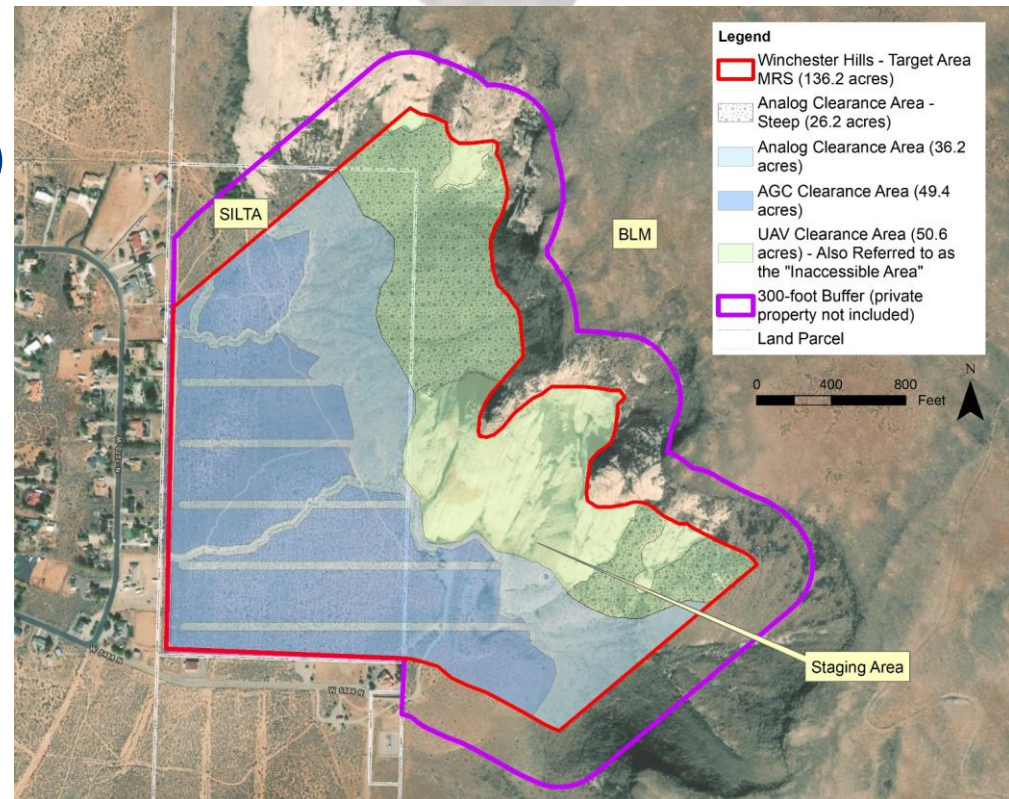 Legend
Winchester Hills - Target Area
MRS (136.2 acres)
Analog Clearance Area -
Steep (26.2 acres)
Analog Clearance Area (36.2
acres)
AGC Clearance Area (49.4
acres)
UAV Clearance Area (50.6
acres) - Also Referred to as
the "Inaccessible Area"
300-foot Buffer (private
property not included)
Land Parcel
N
0 400 800
Feet
SILTA
BLM
Staging Area
W 5484 N
W 5484 N